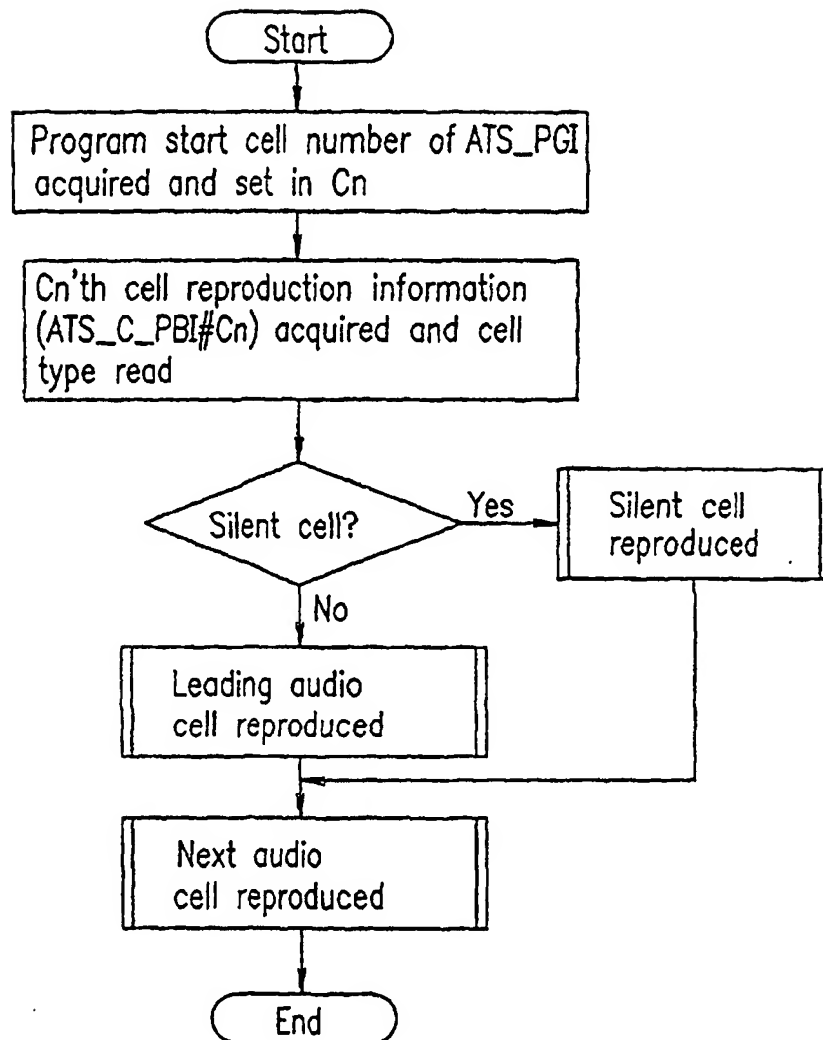 Start
Program start cell number of ATS_PGI
acquired and set in Cn
Cn'th cell reproduction information
(ATS_C_PBI#Cn) acquired and cell
type read
Silent cell?
Yes
Silent cell
reproduced
No
Leading audio
cell reproduced
Next audio
cell reproduced
End